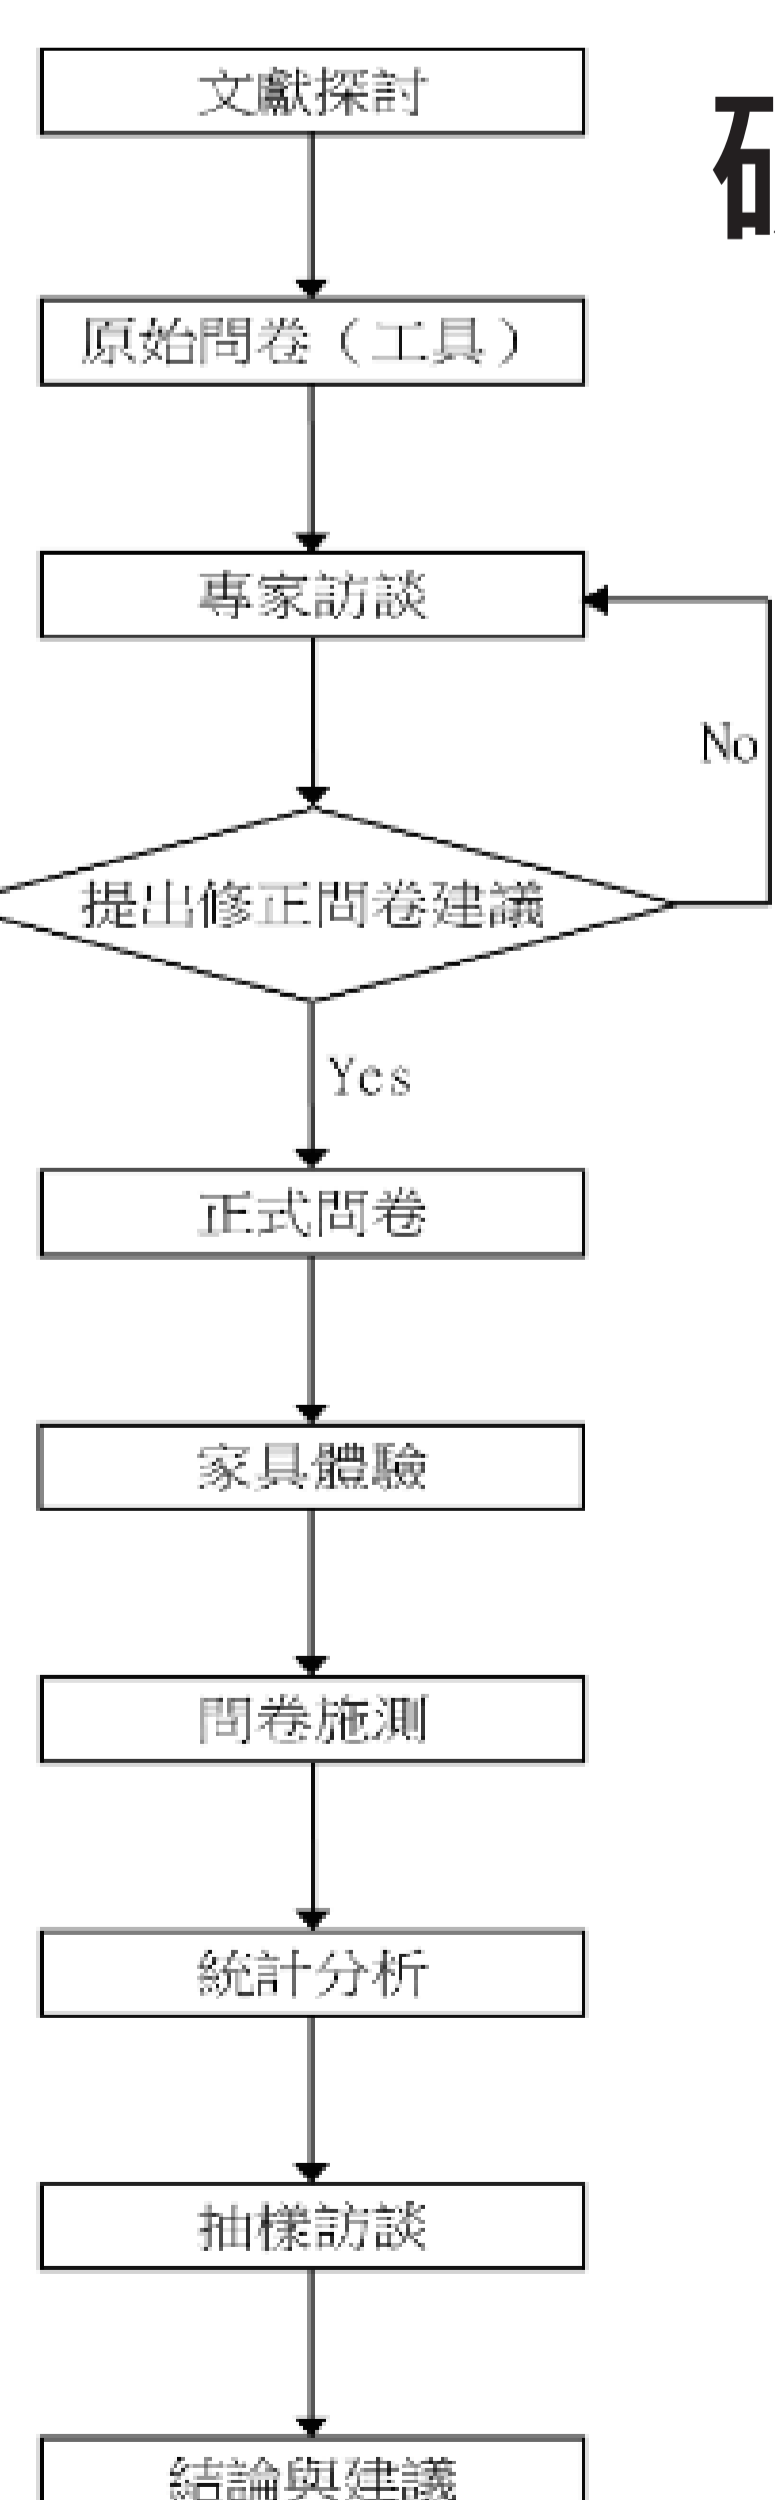 文獻探討
原始問卷（工具）
專家訪談
No
提出修正問卷建議
Yes
正式問卷
家具體驗
問卷施測
統計分析
抽樣訪談
結論與建議